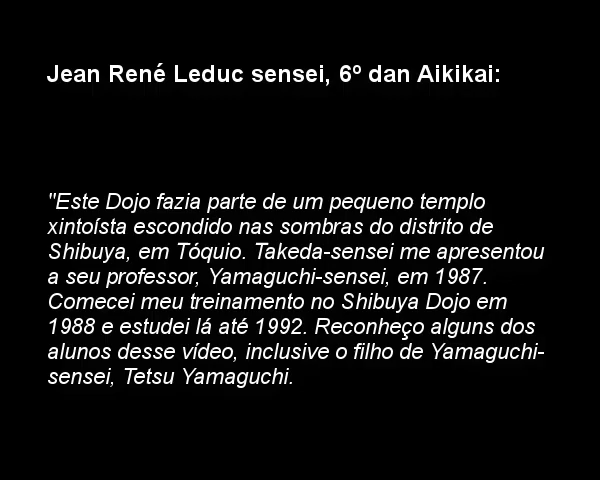 Jean René Leduc sensei, 6º dan Aikikai:
"Este Dojo fazia parte de um pequeno templo
xintoísta escondido nas sombras do distrito de
Shibuya, em Tóquio. Takeda-sensei me apresentou
a seu professor, Yamaguchi-sensei, em 1987.
Comecei meu treinamento no Shibuya Dojo em
1988 e estudei lá até 1992. Reconheço alguns dos
alunos desse vídeo, inclusive o filho de Yamaguchi-
sensei, Tetsu Yamaguchi.